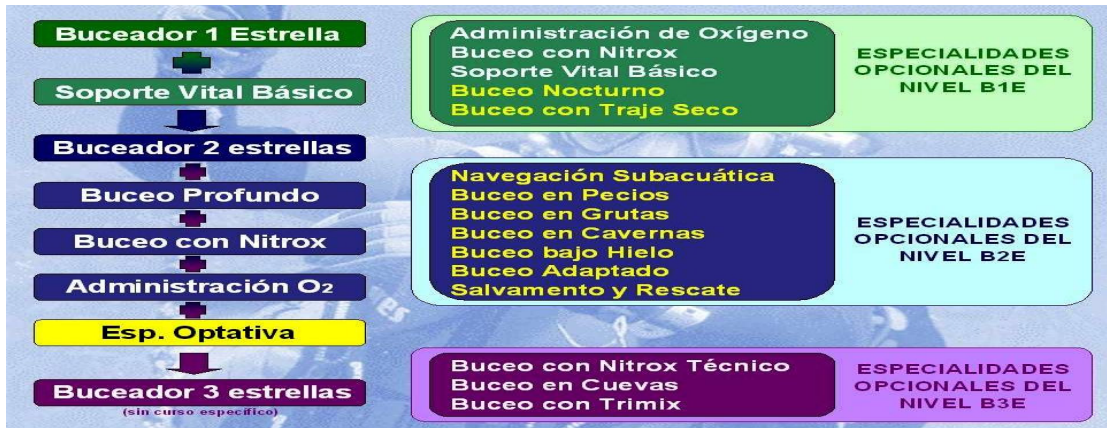 Buceador 1 Estrella
Soporte Vital Básico
Buceador 2 estrellas
Buceo Profundo
Buceo con Nitrox
Administración O2
Esp. Optativa
Buceador 3 estrellas
(sin curso específico)
Administración de Oxígeno
Buceo con Nitrox
Soporte Vital Básico
Buceo Nocturno
Buceo con Traje Seco
ESPECIALIDADES
OPCIONALES DEL
NIVEL B1E
Navegación Subacuática
Buceo en Pecios
Buceo en Grutas
Buceo en Cavernas
Buceo bajo Hielo
Buceo Adaptado
Salvamento y Rescate
ESPECIALIDADES
OPCIONALES DEL
NIVEL B2E
Buceo con Nitrox Técnico
Buceo en Cuevas
Buceo con Trimix
ESPECIALIDADES
OPCIONALES DEL
NIVEL B3E